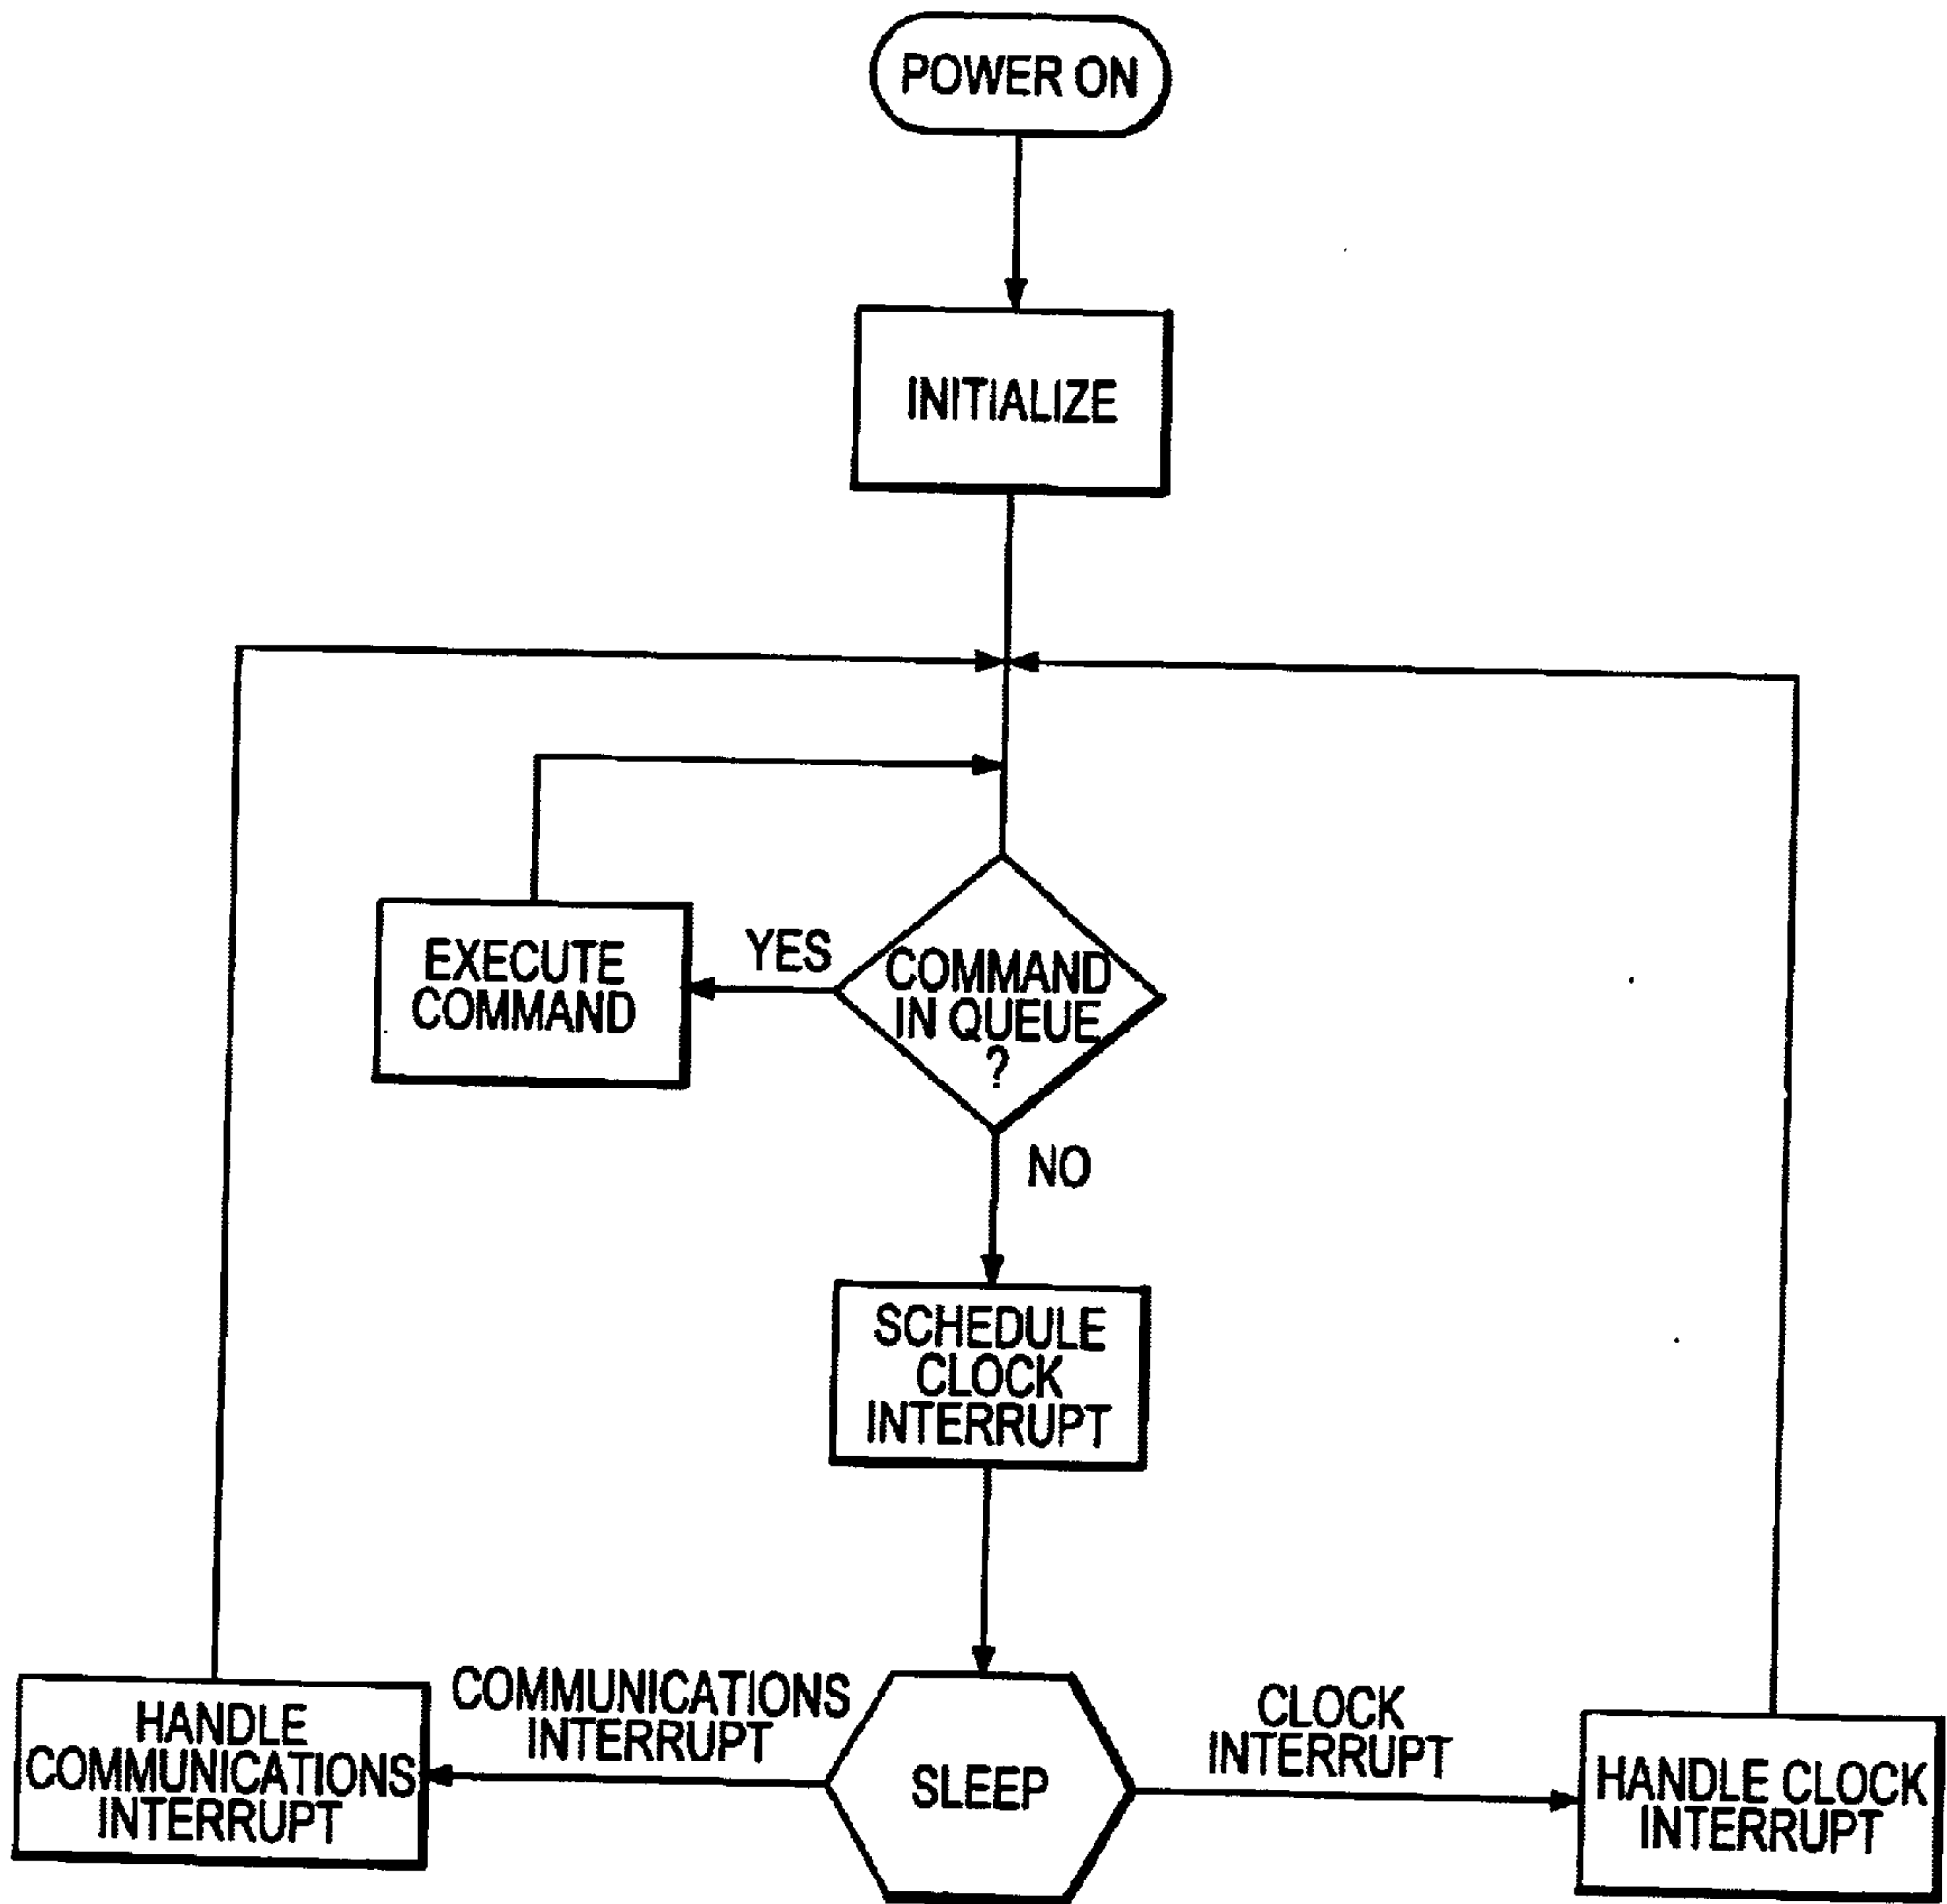 POWER ON
INITIALIZE
EXECUTE
COMMAND
YES
COMMAND
IN QUEUE
?
NO
SCHEDULE
CLOCK
INTERRUPT
HANDLE
COMMUNICATIONS
INTERRUPT
COMMUNICATIONS
INTERRUPT
SLEEP
CLOCK
INTERRUPT
HANDLE CLOCK
INTERRUPT